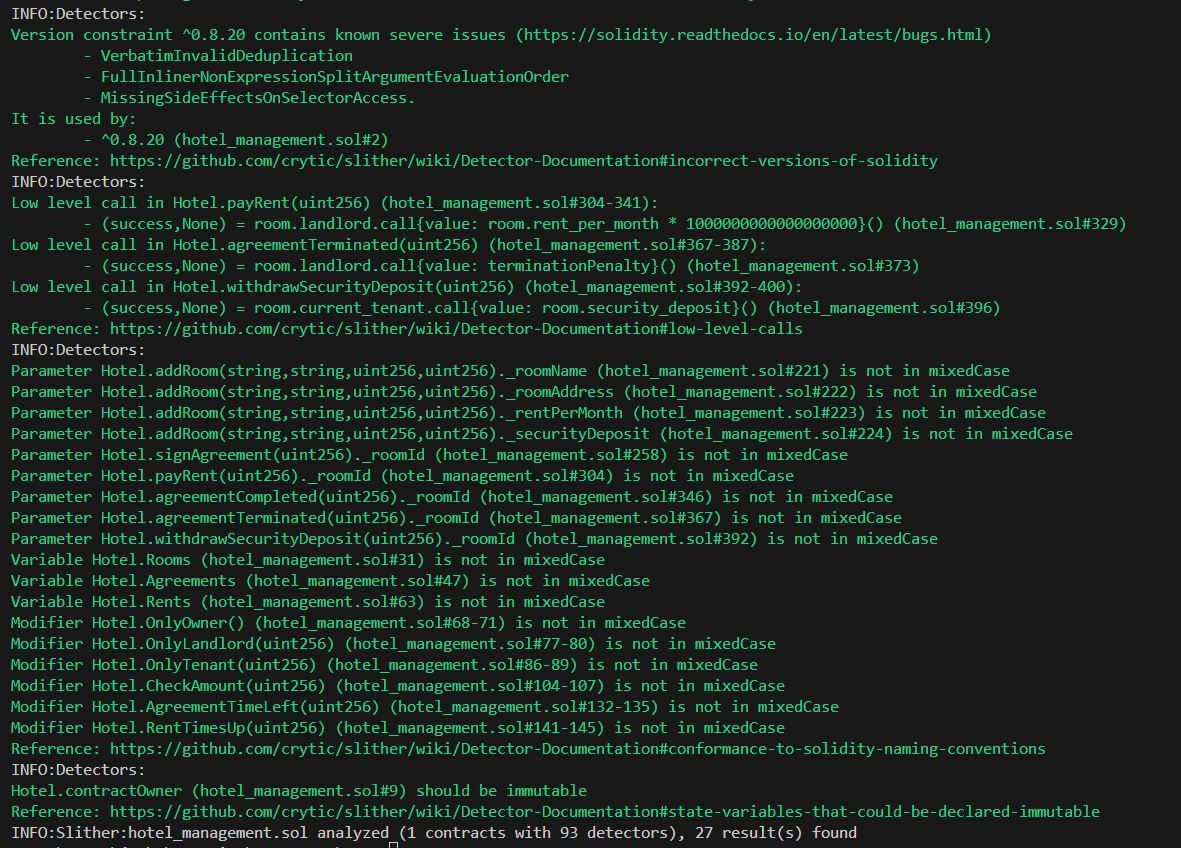 INFO:Detectors:
Version constraint ^0.8.20 contains known severe issues (https://solidity.readthedocs.io/en/latest/bugs.html)
        - VerbatimInvalidDeduplication
        - FullInlinerNonExpressionSplitArgumentEvaluationOrder
        - MissingSideEffectsOnSelectorAccess.
It is used by:
        - ^0.8.20 (hotel_management.sol#2)
Reference: https://github.com/crytic/slither/wiki/Detector-Documentation#incorrect-versions-of-solidity
INFO:Detectors:
Low level call in Hotel.payRent(uint256) (hotel_management.sol#304-341):
        - (success,None) = room.landlord.call{value: room.rent_per_month * 1000000000000000000}() (hotel_management.sol#329)
Low level call in Hotel.agreementTerminated(uint256) (hotel_management.sol#367-387):
        - (success,None) = room.landlord.call{value: terminationPenalty}() (hotel_management.sol#373)
Low level call in Hotel.withdrawSecurityDeposit(uint256) (hotel_management.sol#392-400):
        - (success,None) = room.current_tenant.call{value: room.security_deposit}() (hotel_management.sol#396)
Reference: https://github.com/crytic/slither/wiki/Detector-Documentation#low-level-calls
INFO:Detectors:
Parameter Hotel.addRoom(string,string,uint256,uint256)._roomName (hotel_management.sol#221) is not in mixedCase
Parameter Hotel.addRoom(string,string,uint256,uint256)._roomAddress (hotel_management.sol#222) is not in mixedCase
Parameter Hotel.addRoom(string,string,uint256,uint256)._rentPerMonth (hotel_management.sol#223) is not in mixedCase
Parameter Hotel.addRoom(string,string,uint256,uint256)._securityDeposit (hotel_management.sol#224) is not in mixedCase
Parameter Hotel.signAgreement(uint256)._roomId (hotel_management.sol#258) is not in mixedCase
Parameter Hotel.payRent(uint256)._roomId (hotel_management.sol#304) is not in mixedCase
Parameter Hotel.agreementCompleted(uint256)._roomId (hotel_management.sol#346) is not in mixedCase
Parameter Hotel.agreementTerminated(uint256)._roomId (hotel_management.sol#367) is not in mixedCase
Parameter Hotel.withdrawSecurityDeposit(uint256)._roomId (hotel_management.sol#392) is not in mixedCase
Variable Hotel.Rooms (hotel_management.sol#31) is not in mixedCase
Variable Hotel.Agreements (hotel_management.sol#47) is not in mixedCase
Variable Hotel.Rents (hotel_management.sol#63) is not in mixedCase
Modifier Hotel.OnlyOwner() (hotel_management.sol#68-71) is not in mixedCase
Modifier Hotel.OnlyLandlord(uint256) (hotel_management.sol#77-80) is not in mixedCase
Modifier Hotel.OnlyTenant(uint256) (hotel_management.sol#86-89) is not in mixedCase
Modifier Hotel.CheckAmount(uint256) (hotel_management.sol#104-107) is not in mixedCase
Modifier Hotel.AgreementTimeLeft(uint256) (hotel_management.sol#132-135) is not in mixedCase
Modifier Hotel.RentTimesUp(uint256) (hotel_management.sol#141-145) is not in mixedCase
Reference: https://github.com/crytic/slither/wiki/Detector-Documentation#conformance-to-solidity-naming-conventions
INFO:Detectors:
Hotel.contractOwner (hotel_management.sol#9) should be immutable
Reference: https://github.com/crytic/slither/wiki/Detector-Documentation#state-variables-that-could-be-declared-immutable
INFO:Slither:hotel_management.sol analyzed (1 contracts with 93 detectors), 27 result(s) found